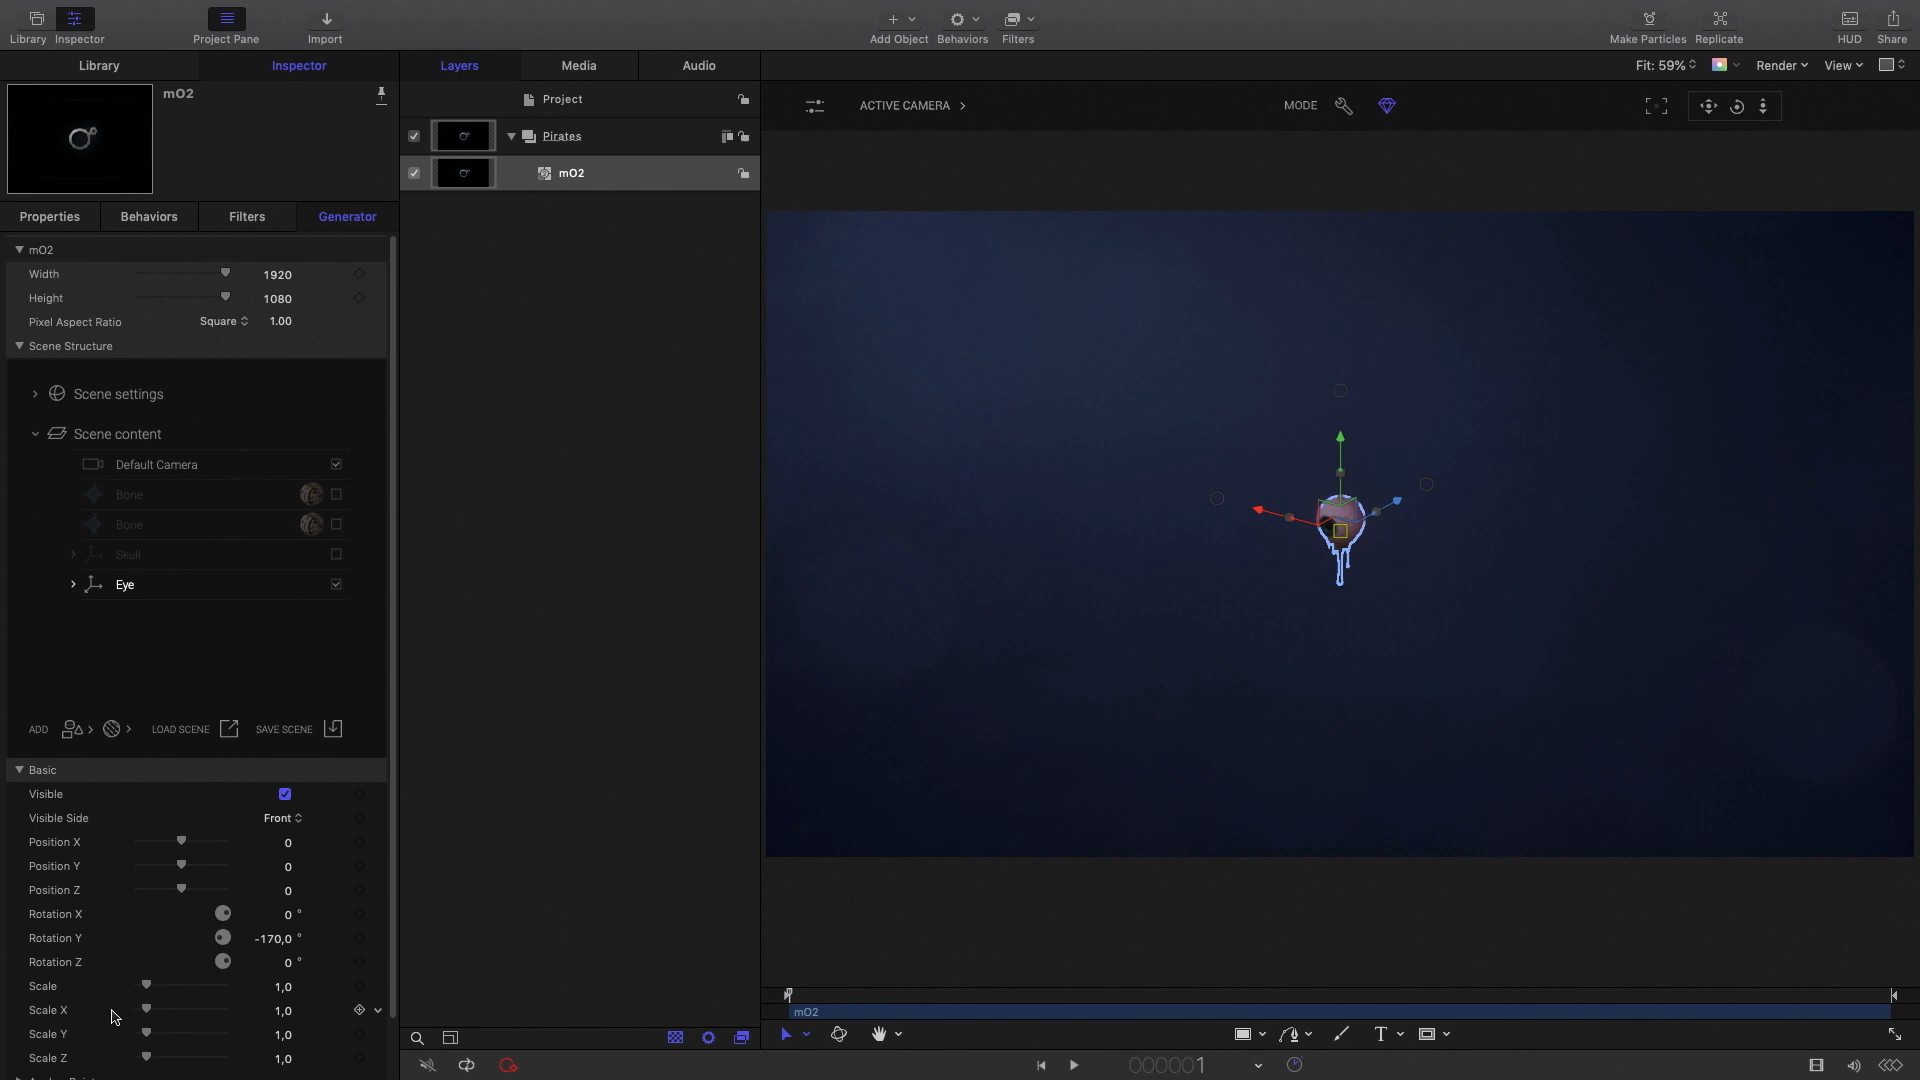 Library Inspector Project Pane Import Add Object Behaviors Filters Make Particles Replicate HUD Share
Library Inspector Layers Media Audio Fit: 59% Render View
mO2
Project
ACTIVE CAMERA MODE
Pirates
mO2
Properties Behaviors Filters Generator
mO2
Width 1920
Height 1080
Pixel Aspect Ratio Square 1.00
Scene Structure
Scene settings
Scene content
Default Camera
Bone
Bone
Skull
Eye
ADD LOAD SCENE SAVE SCENE
Basic
Visible
Visible Side Front
Position X 0
Position Y 0
Position Z 0
Rotation X 0 °
Rotation Y -170,0 °
Rotation Z 0 °
Scale 1,0
Scale X 1,0
Scale Y 1,0
Scale Z 1,0
mO2
0000001